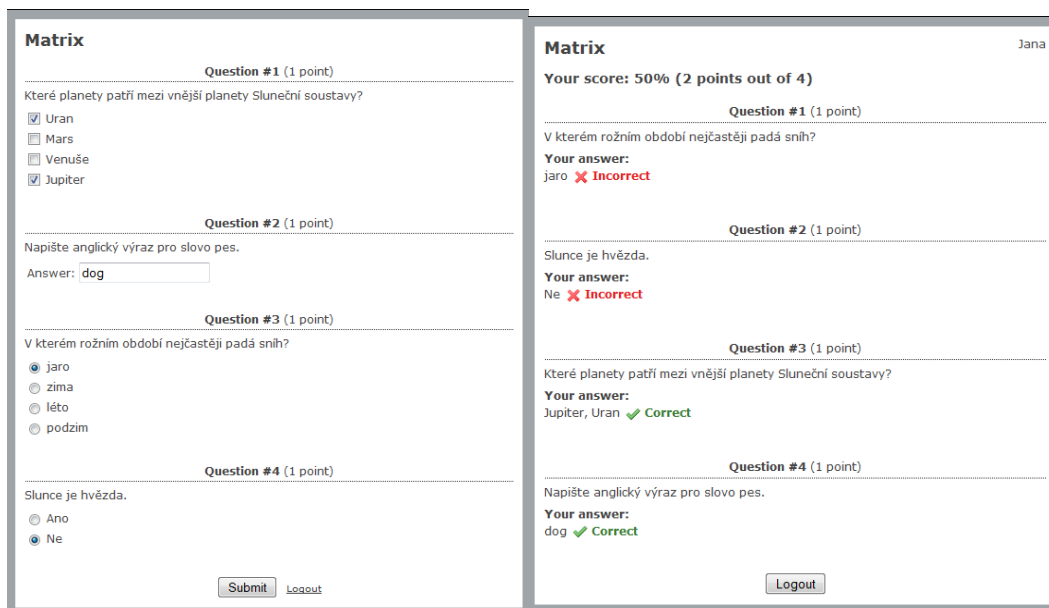 Matrix
Question #1 (1 point)
Které planety patří mezi vnější planety Sluneční soustavy?
Uran
Mars
Venuše
Jupiter
Question #2 (1 point)
Napište anglický výraz pro slovo pes.
Answer: dog
Question #3 (1 point)
V kterém rožním období nejčastěji padá sníh?
jaro
zima
léto
podzim
Question #4 (1 point)
Slunce je hvězda.
Ano
Ne
Submit Logout
Matrix Jana
Your score: 50% (2 points out of 4)
Question #1 (1 point)
V kterém rožním období nejčastěji padá sníh?
Your answer:
jaro Incorrect
Question #2 (1 point)
Slunce je hvězda.
Your answer:
Ne Incorrect
Question #3 (1 point)
Které planety patří mezi vnější planety Sluneční soustavy?
Your answer:
Jupiter, Uran Correct
Question #4 (1 point)
Napište anglický výraz pro slovo pes.
Your answer:
dog Correct
Logout